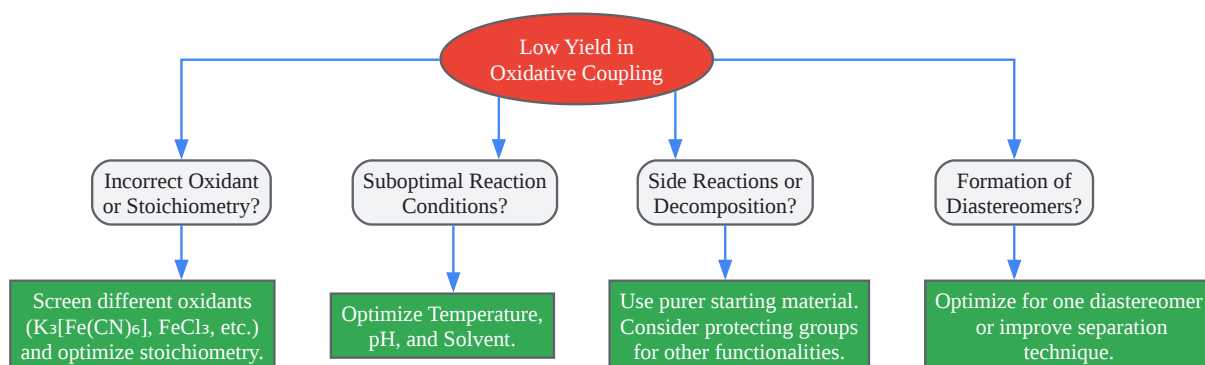 Low Yield in
Oxidative Coupling
Incorrect Oxidant
or Stoichiometry?
Suboptimal Reaction
Conditions?
Side Reactions or
Decomposition?
Formation of
Diastereomers?
Screen different oxidants
(K₃[Fe(CN)₆], FeCl₃, etc.)
and optimize stoichiometry.
Optimize Temperature,
pH, and Solvent.
Use purer starting material.
Consider protecting groups
for other functionalities.
Optimize for one diastereomer
or improve separation
technique.